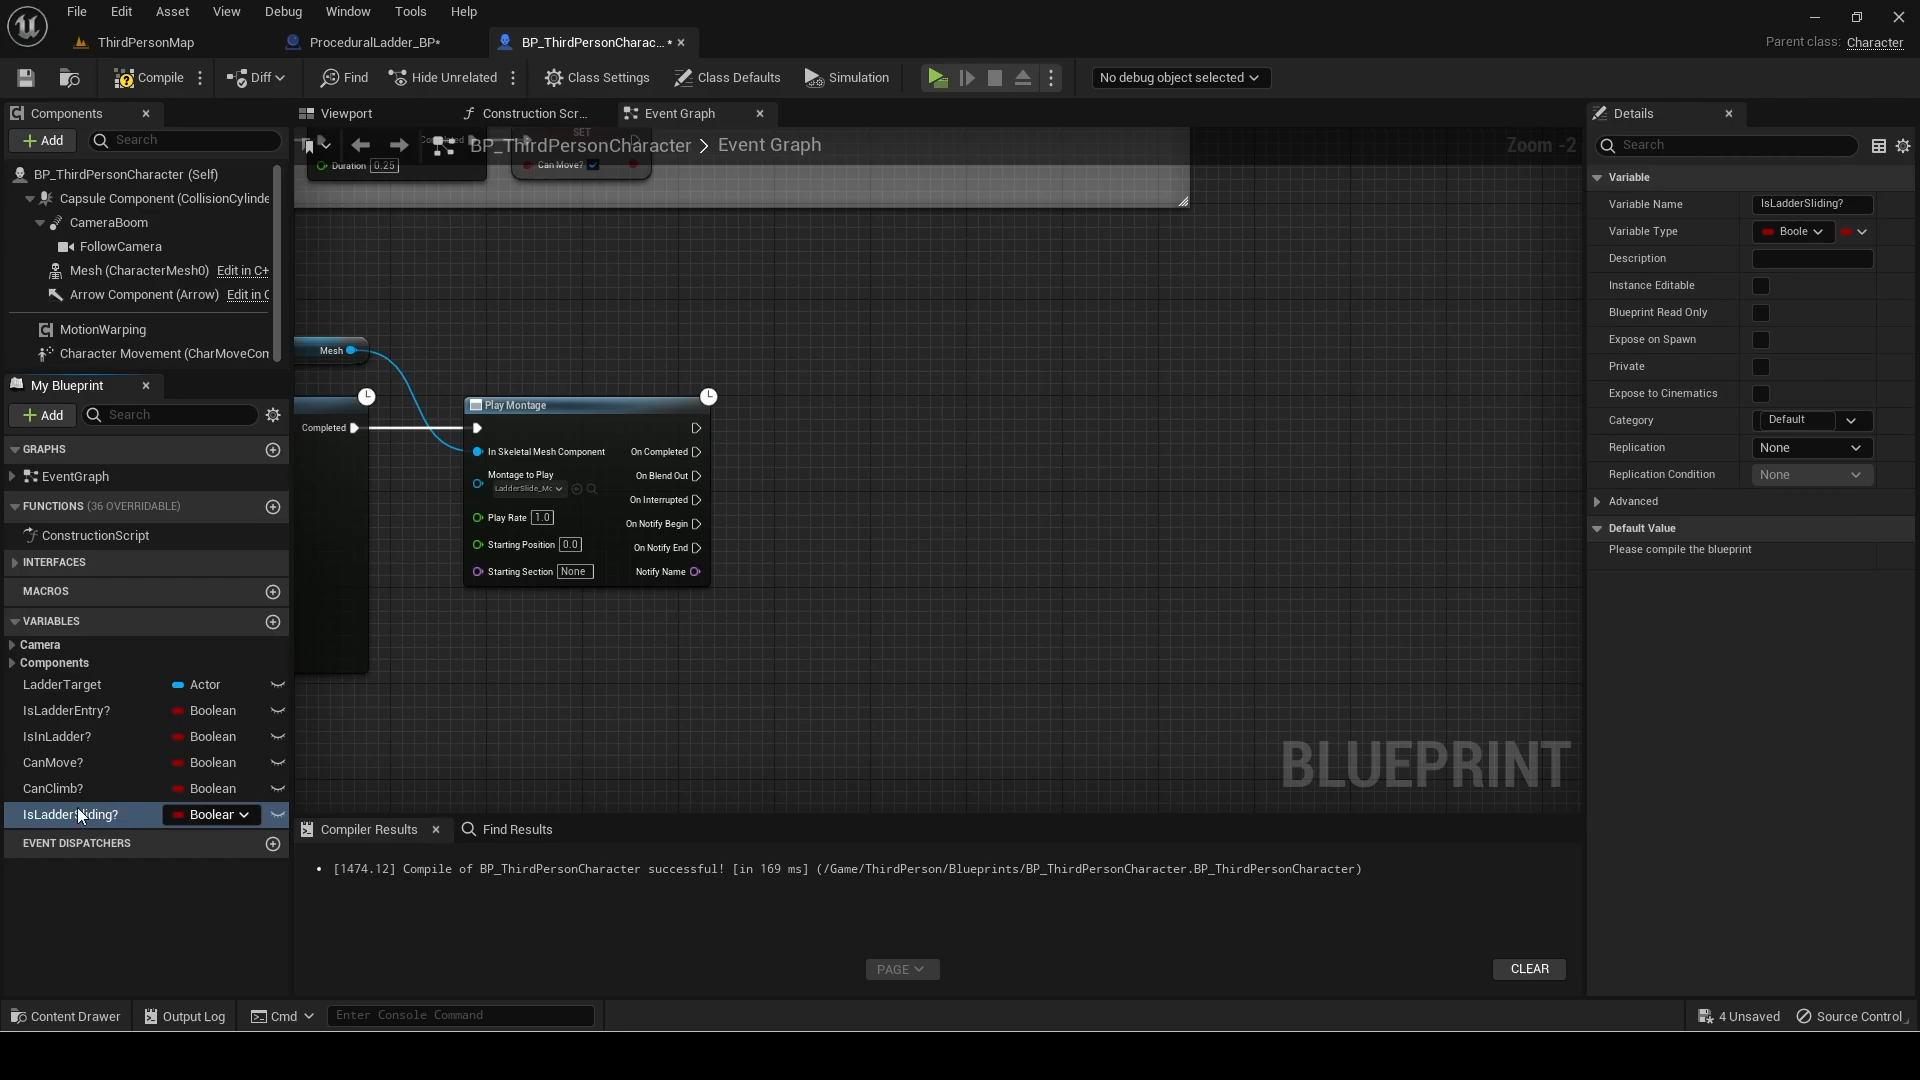 File Edit Asset View Debug Window Tools Help
ThirdPersonMap ProceduralLadder_BP* BP_ThirdPersonCharac... *
Parent class: Character
Compile Diff Find Hide Unrelated Class Settings Class Defaults Simulation No debug object selected
Components Viewport Construction Scr... Event Graph Details
Add Search
BP_ThirdPersonCharacter > Event Graph Zoom -2
SET
Completed
Duration 0.25 Can Move?
Search
BP_ThirdPersonCharacter (Self)
Capsule Component (CollisionCylinde
CameraBoom
FollowCamera
Mesh (CharacterMesh0) Edit in C+
Arrow Component (Arrow) Edit in C
MotionWarping
Character Movement (CharMoveCon
My Blueprint
Add Search
GRAPHS
EventGraph
FUNCTIONS (36 OVERRIDABLE)
ConstructionScript
INTERFACES
MACROS
VARIABLES
Camera
Components
LadderTarget Actor
IsLadderEntry? Boolean
IsInLadder? Boolean
CanMove? Boolean
CanClimb? Boolean
IsLadderSliding? Boolear
EVENT DISPATCHERS
Mesh
Completed
Play Montage
In Skeletal Mesh Component On Completed
Montage to Play On Blend Out
LadderSlide_Mc
On Interrupted
Play Rate 1.0 On Notify Begin
Starting Position 0.0 On Notify End
Starting Section None Notify Name
BLUEPRINT
Variable
Variable Name IsLadderSliding?
Variable Type Boole
Description
Instance Editable
Blueprint Read Only
Expose on Spawn
Private
Expose to Cinematics
Category Default
Replication None
Replication Condition None
Advanced
Default Value
Please compile the blueprint
Compiler Results Find Results
[1474.12] Compile of BP_ThirdPersonCharacter successful! [in 169 ms] (/Game/ThirdPerson/Blueprints/BP_ThirdPersonCharacter.BP_ThirdPersonCharacter)
PAGE CLEAR
Content Drawer Output Log Cmd Enter Console Command 4 Unsaved Source Control